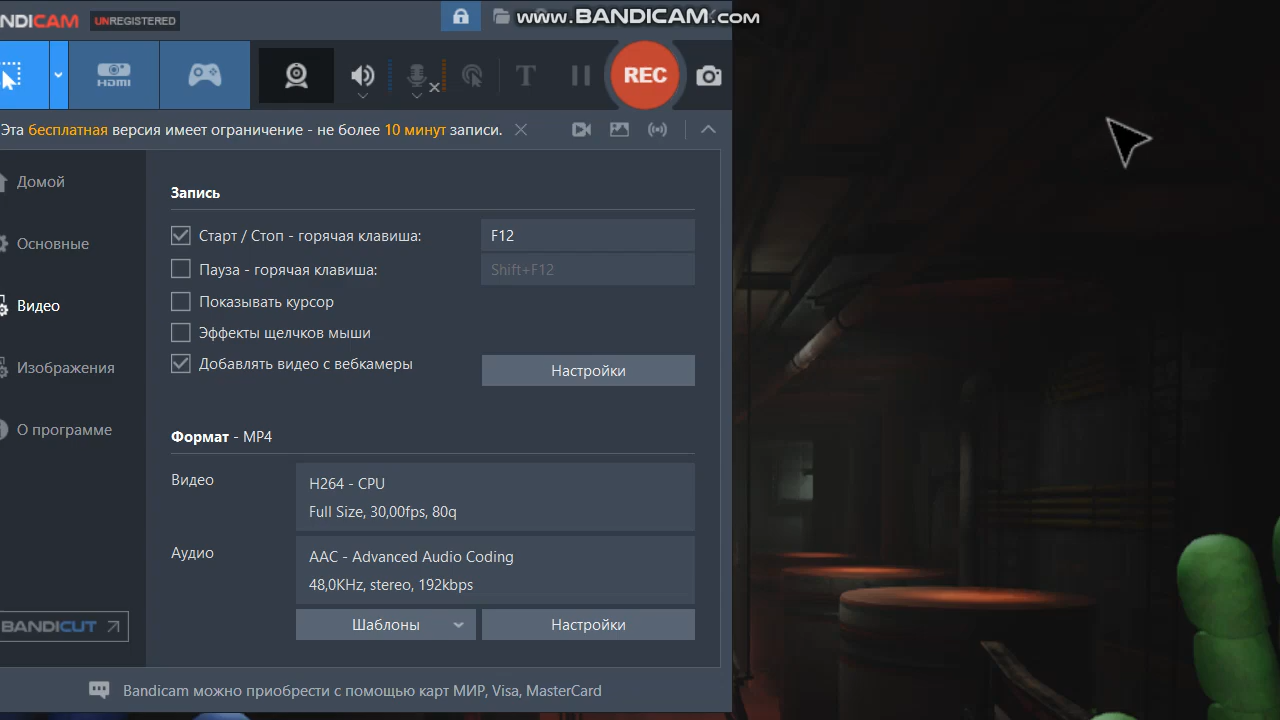 NDICAM UNREGISTERED
www.BANDICAM.com
HDMI
T
REC
Эта бесплатная версия имеет ограничение - не более 10 минут записи.
Домой
Основные
Видео
Изображения
О программе
BANDICUT
Запись
Старт / Стоп - горячая клавиша: F12
Пауза - горячая клавиша: Shift+F12
Показывать курсор
Эффекты щелчков мыши
Добавлять видео с вебкамеры
Настройки
Формат - MP4
Видео
H264 - CPU
Full Size, 30,00fps, 80q
Аудио
AAC - Advanced Audio Coding
48,0KHz, stereo, 192kbps
Шаблоны
Настройки
Bandicam можно приобрести с помощью карт МИР, Visa, MasterCard